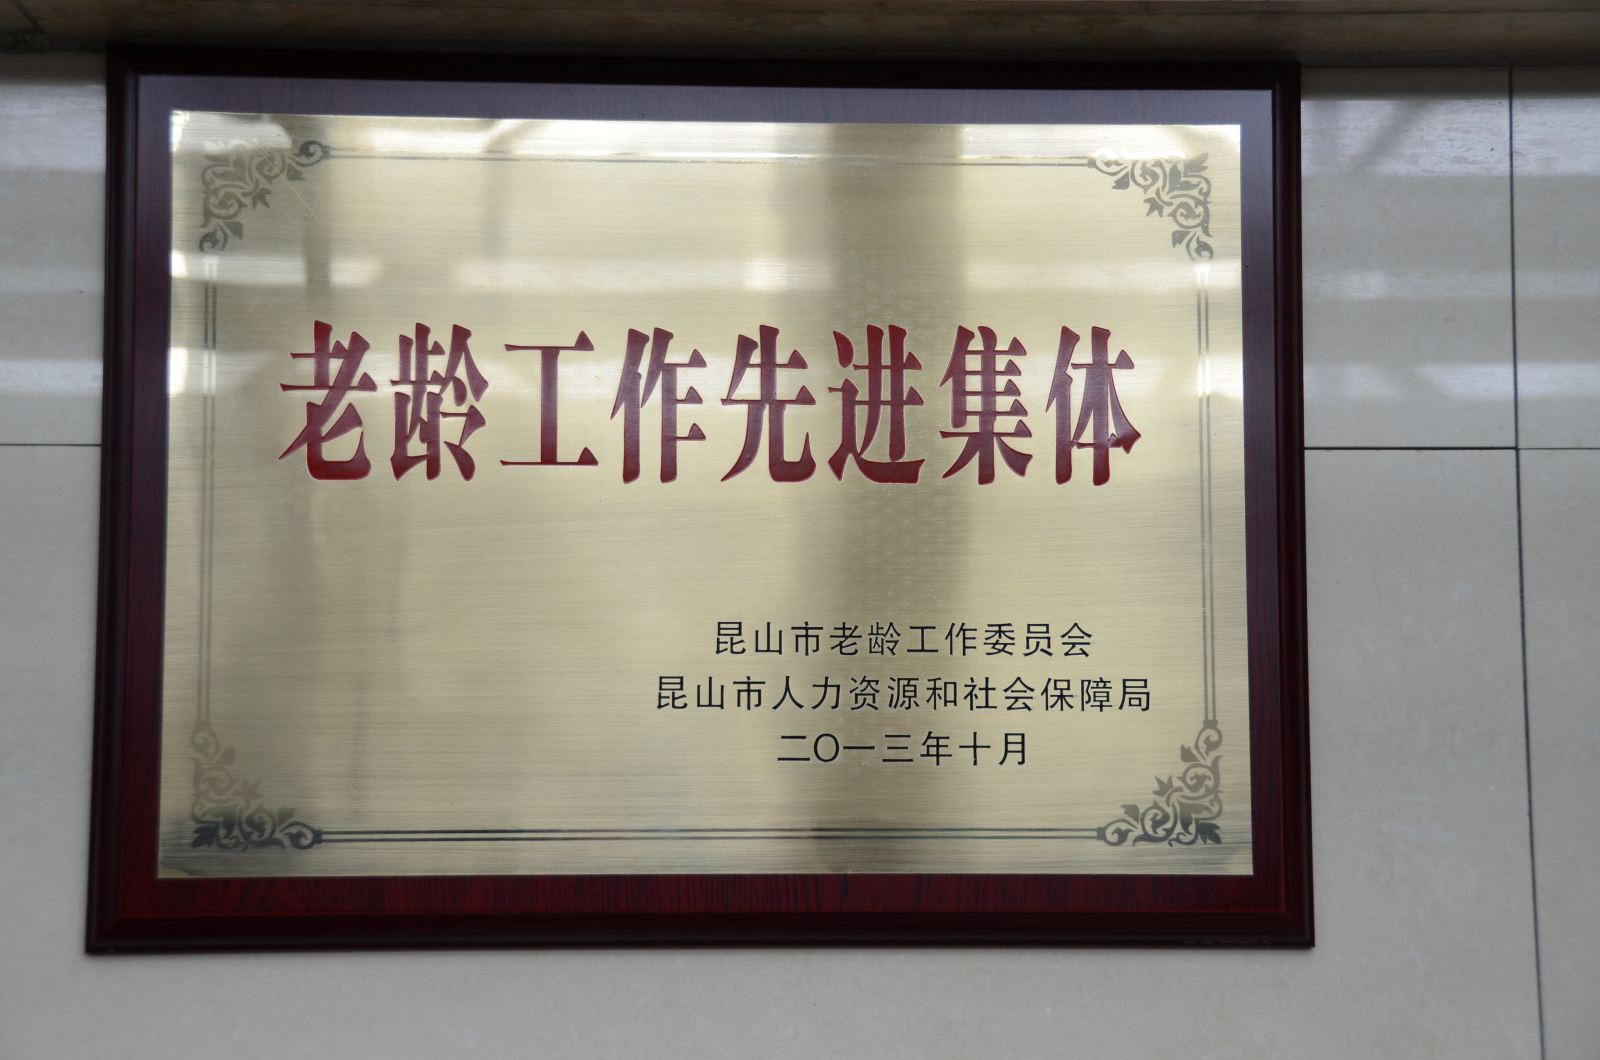 老龄工作先进集体
昆山市老龄工作委员会
昆山市人力资源和社会保障局
二〇一三年十月